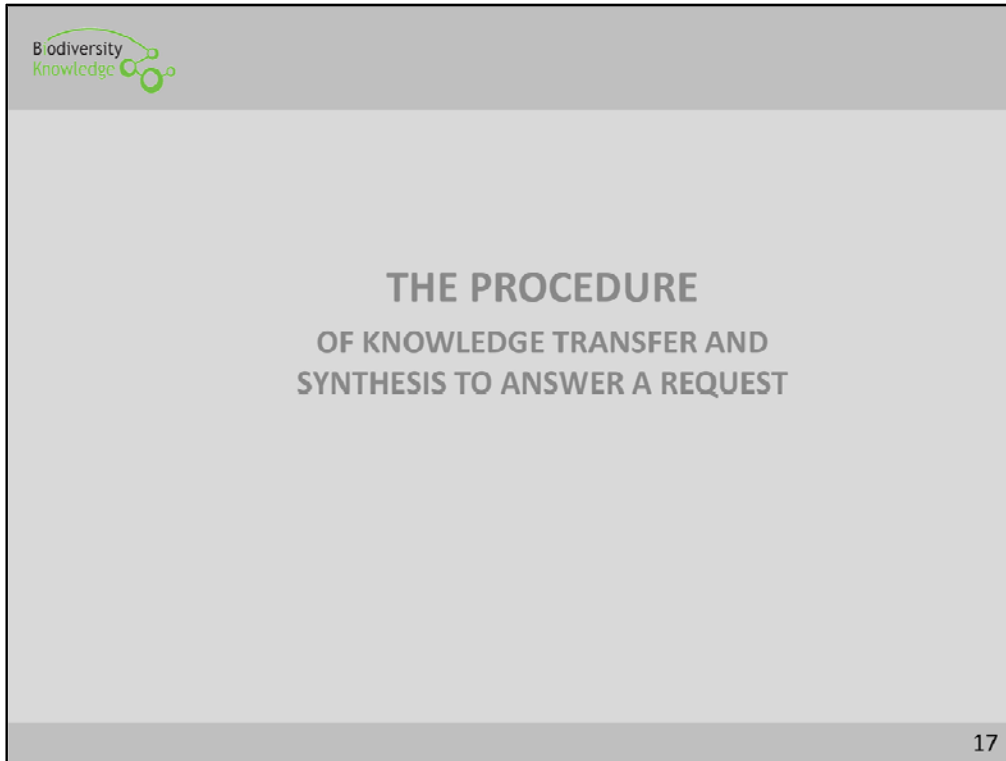 Biodiversity
Knowledge
THE PROCEDURE
OF KNOWLEDGE TRANSFER AND
SYNTHESIS TO ANSWER A REQUEST
17